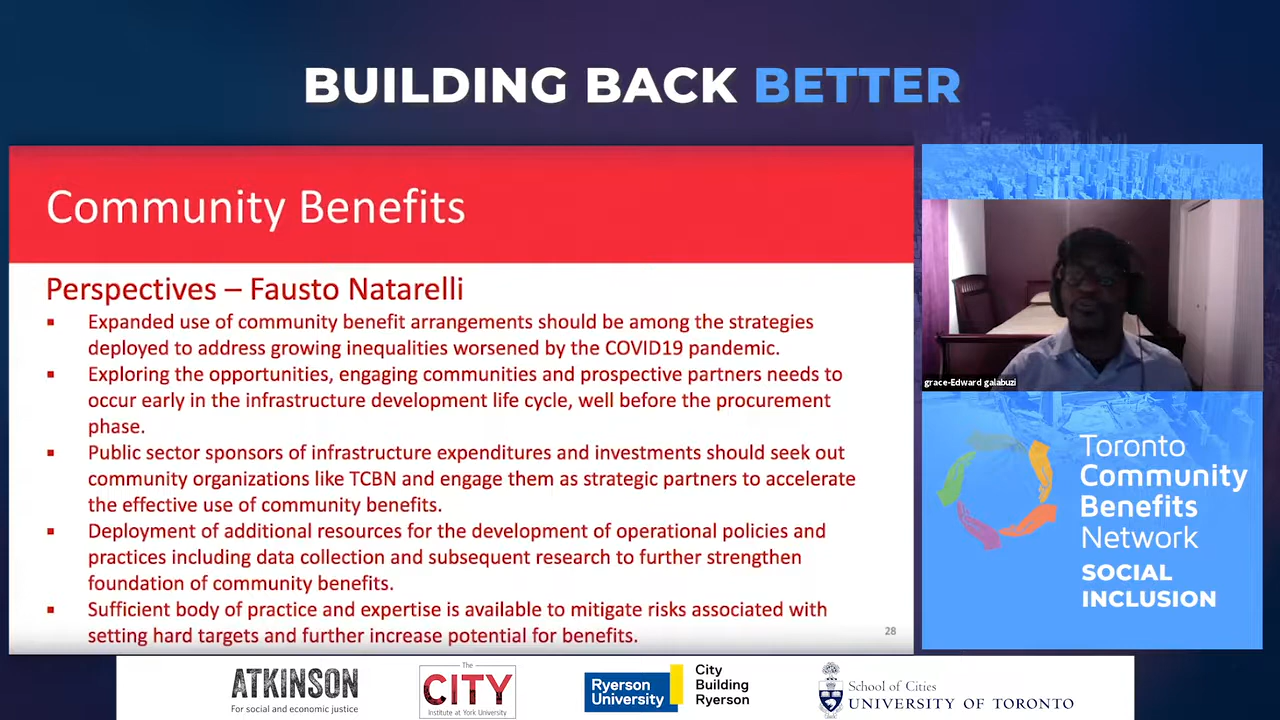 BUILDING BACK BETTER
Community Benefits
Perspectives – Fausto Natarelli
▪ Expanded use of community benefit arrangements should be among the strategies
deployed to address growing inequalities worsened by the COVID19 pandemic.
▪ Exploring the opportunities, engaging communities and prospective partners needs to
occur early in the infrastructure development life cycle, well before the procurement
phase.
▪ Public sector sponsors of infrastructure expenditures and investments should seek out
community organizations like TCBN and engage them as strategic partners to accelerate
the effective use of community benefits.
▪ Deployment of additional resources for the development of operational policies and
practices including data collection and subsequent research to further strengthen
foundation of community benefits.
▪ Sufficient body of practice and expertise is available to mitigate risks associated with
setting hard targets and further increase potential for benefits.
28
grace-Edward galabuzi
Toronto
Community
Benefits
Network
SOCIAL
INCLUSION
ATKINSON
For social and economic justice
The
CITY
Institute at York University
Ryerson
University
City
Building
Ryerson
School of Cities
UNIVERSITY OF TORONTO